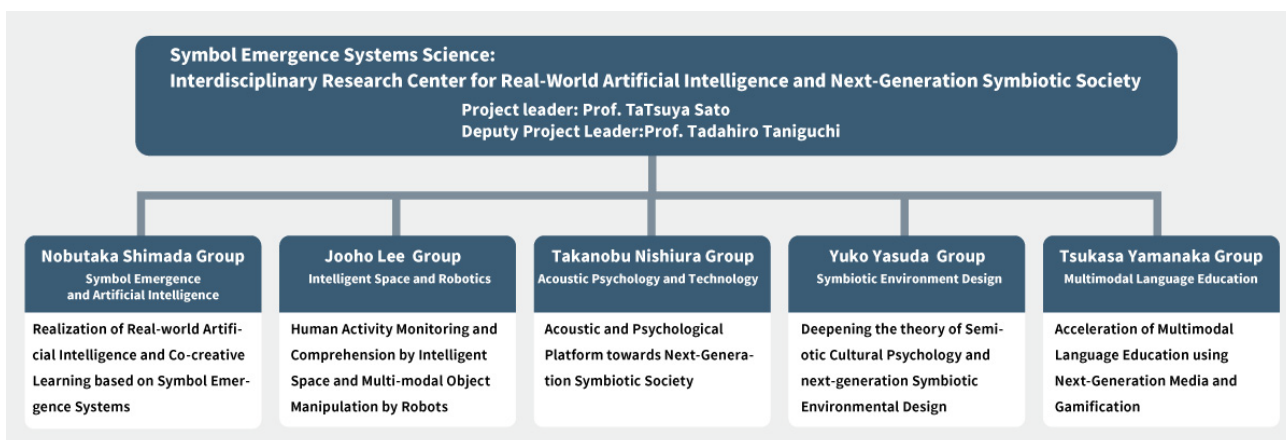 Symbol Emergence Systems Science:
Interdisciplinary Research Center for Real-World Artificial Intelligence and Next-Generation Symbiotic Society
Project leader: Prof. TaTsuya Sato
Deputy Project Leader:Prof. Tadahiro Taniguchi
Nobutaka Shimada Group
Symbol Emergence
and Artificial Intelligence
Realization of Real-world Artifi-
cial Intelligence and Co-creative
Learning based on Symbol Emer-
gence Systems
Jooho Lee Group
Intelligent Space and Robotics
Human Activity Monitoring and
Comprehension by Intelligent
Space and Multi-modal Object
Manipulation by Robots
Takanobu Nishiura Group
Acoustic Psychology and Technology
Acoustic and Psychological
Platform towards Next-Genera-
tion Symbiotic Society
Yuko Yasuda Group
Symbiotic Environment Design
Deepening the theory of Semi-
otic Cultural Psychology and
next-generation Symbiotic
Environmental Design
Tsukasa Yamanaka Group
Multimodal Language Education
Acceleration of Multimodal
Language Education using
Next-Generation Media and
Gamification